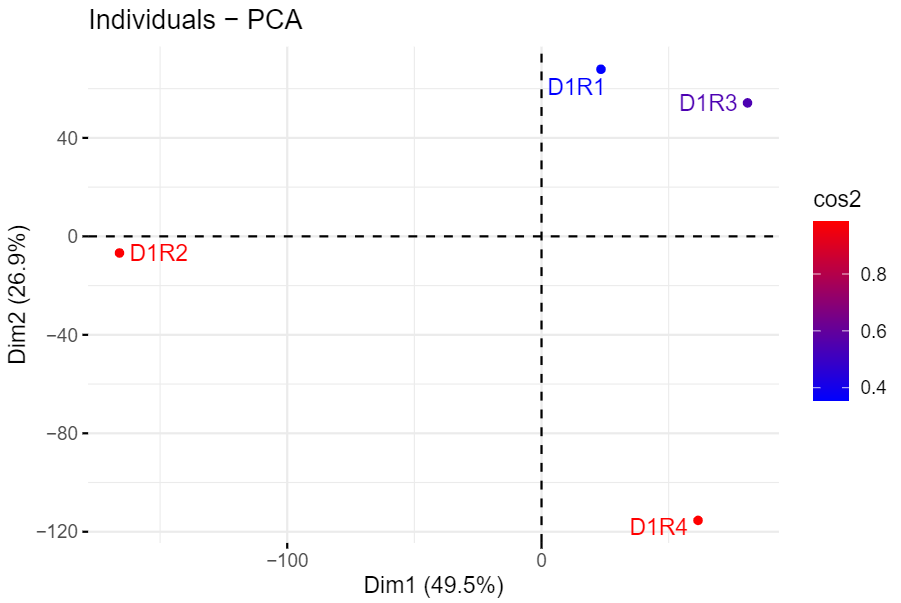 Individuals − PCA
D1R1
D1R3
D1R2
D1R4
40
0
−40
−80
−120
−100
0
Dim1 (49.5%)
Dim2 (26.9%)
cos2
0.8
0.6
0.4